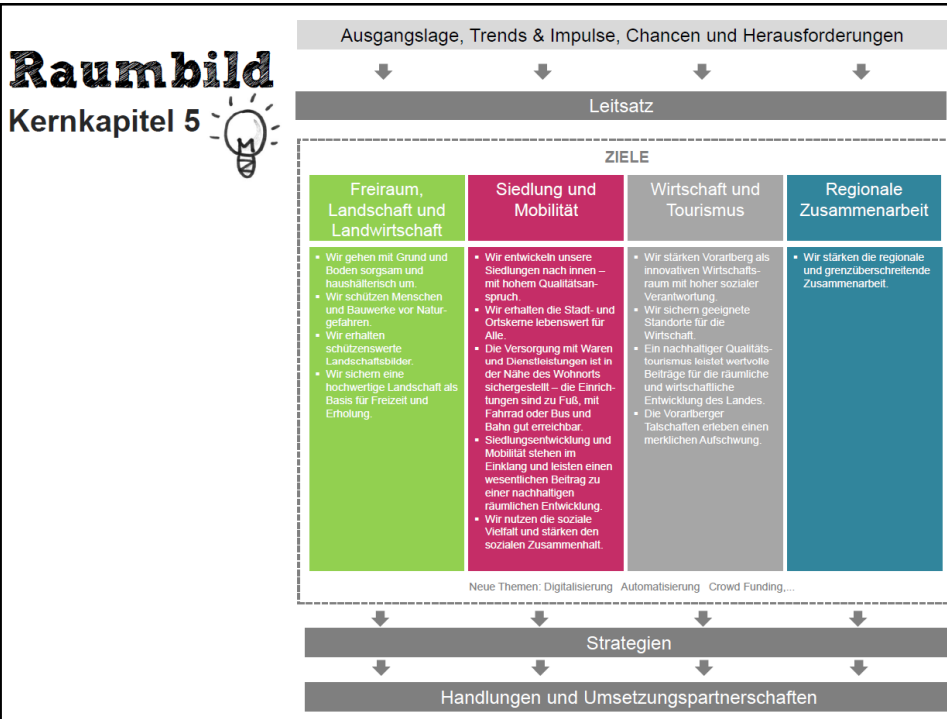 Raumbild
Kernkapitel 5
Ausgangslage, Trends & Impulse, Chancen und Herausforderungen
Leitsatz
ZIELE
Freiraum,
Landschaft und
Landwirtschaft
▪ Wir gehen mit Grund und
Boden sorgsam und
haushälterisch um.
▪ Wir schützen Menschen
und Bauwerke vor Natur-
gefahren.
▪ Wir erhalten
schützenswerte
Landschaftsbilder.
▪ Wir sichern eine
hochwertige Landschaft als
Basis für Freizeit und
Erholung.
Siedlung und
Mobilität
▪ Wir entwickeln unsere
Siedlungen nach innen –
mit hohem Qualitätsan-
spruch.
▪ Wir erhalten die Stadt- und
Ortskerne lebenswert für
Alle.
▪ Die Versorgung mit Waren
und Dienstleistungen ist in
der Nähe des Wohnorts
sichergestellt – die Einrich-
tungen sind zu Fuß, mit
Fahrrad oder Bus und
Bahn gut erreichbar.
▪ Siedlungsentwicklung und
Mobilität stehen im
Einklang und leisten einen
wesentlichen Beitrag zu
einer nachhaltigen
räumlichen Entwicklung.
▪ Wir nutzen die soziale
Vielfalt und stärken den
sozialen Zusammenhalt.
Wirtschaft und
Tourismus
▪ Wir stärken Vorarlberg als
innovativen Wirtschafts-
raum mit hoher sozialer
Verantwortung.
▪ Wir sichern geeignete
Standorte für die
Wirtschaft.
▪ Ein nachhaltiger Qualitäts-
tourismus leistet wertvolle
Beiträge für die räumliche
und wirtschaftliche
Entwicklung des Landes.
▪ Die Vorarlberger
Talschaften erleben einen
merklichen Aufschwung.
Regionale
Zusammenarbeit
▪ Wir stärken die regionale
und grenzüberschreitende
Zusammenarbeit.
Neue Themen: Digitalisierung Automatisierung Crowd Funding,...
Strategien
Handlungen und Umsetzungspartnerschaften